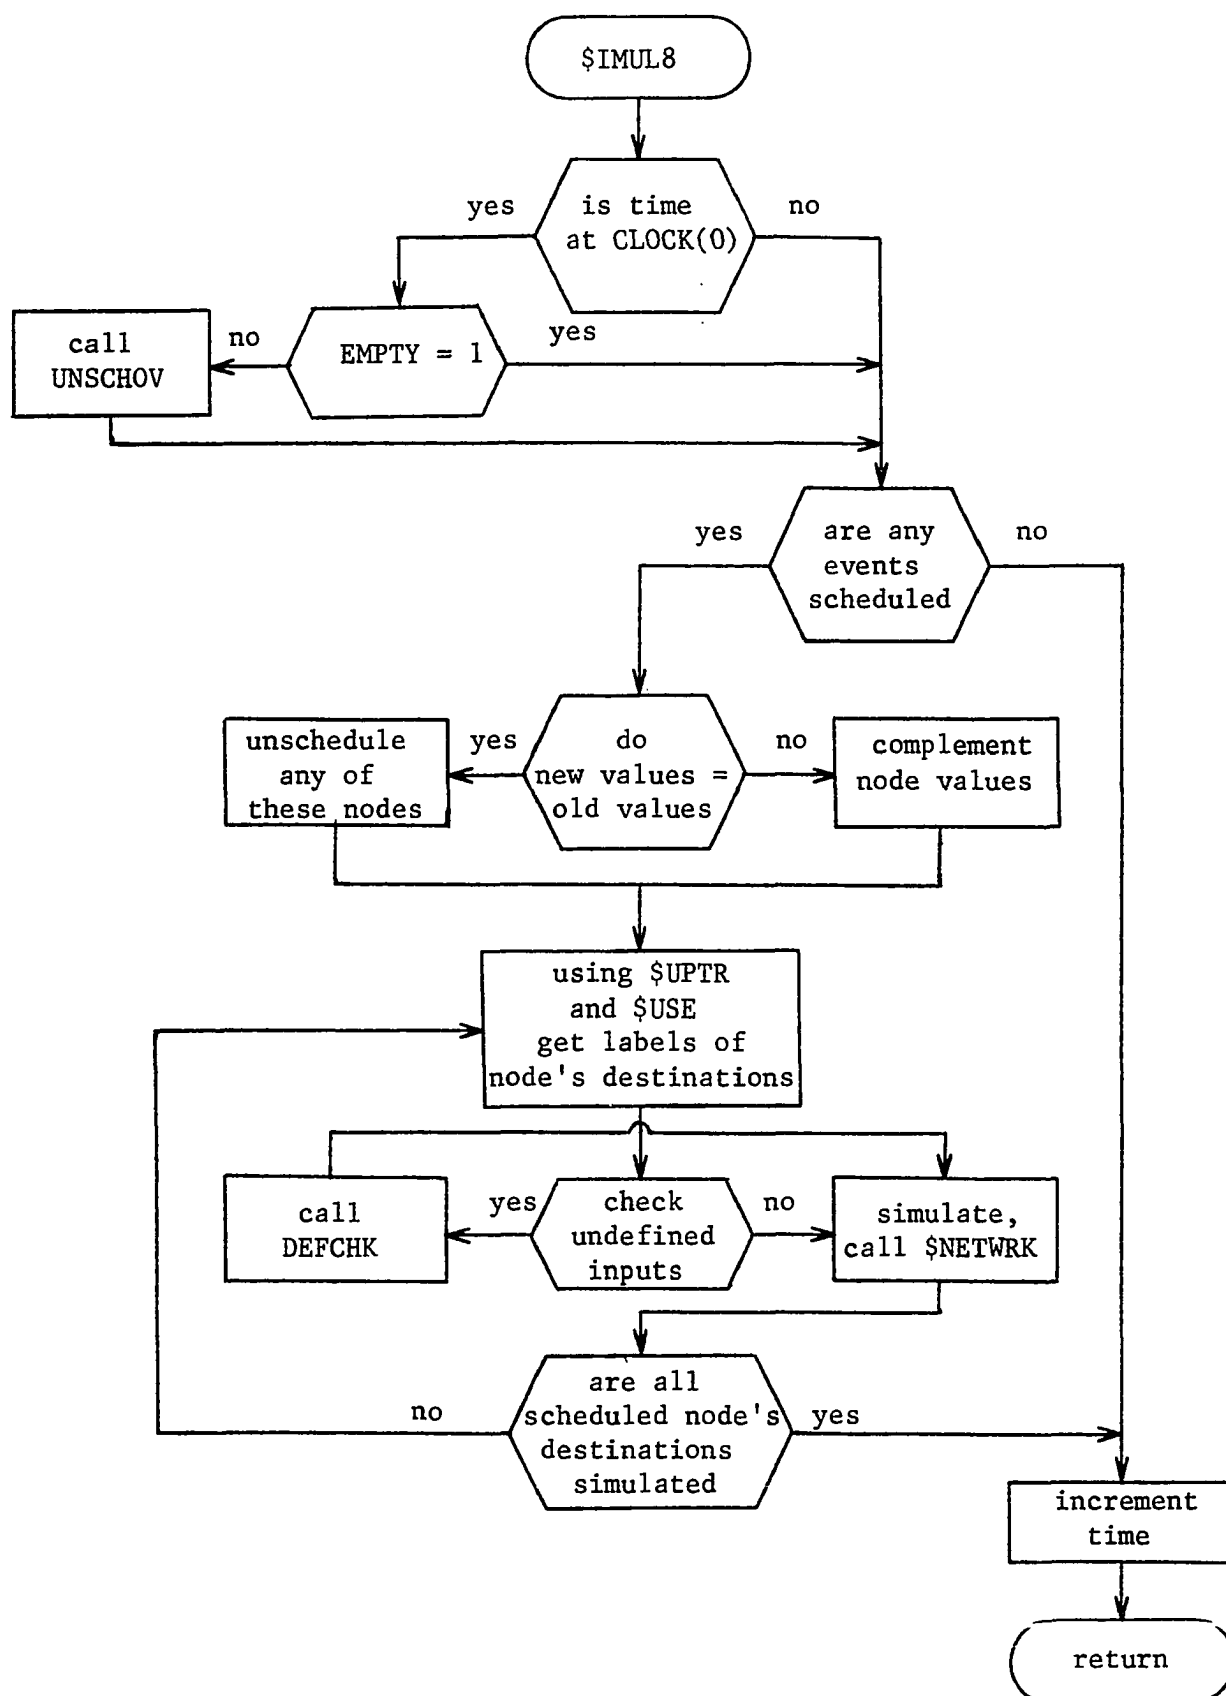 $IMUL8
yes
is time
no
at CLOCK(0)
call
UNSCHOV
no
EMPTY = 1
yes
yes
are any
events
scheduled
no
unschedule
any of
these nodes
yes
do
new values =
old values
no
complement
node values
using $UPTR
and $USE
get labels of
node's destinations
call
DEFCHK
yes
check
undefined
inputs
no
simulate,
call $NETWRK
no
are all
scheduled node's
destinations
simulated
yes
increment
time
return